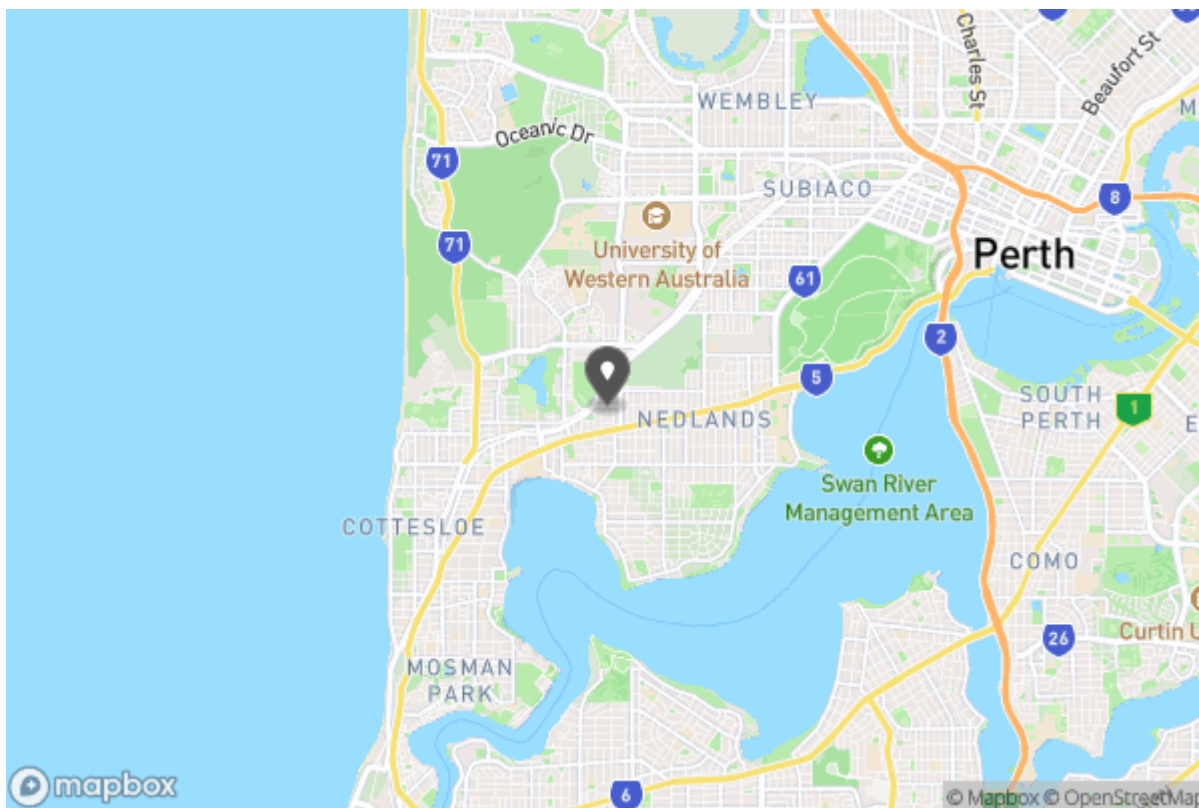 Charles St
Beaufort St
WEMBLEY
Oceanic Dr
M
71
SUBIACO
8
University of
Western Australia
71
Perth
61
2
5
SOUTH
PERTH
1
NEDLANDS
E
Swan River
Management Area
COTTESLOE
COMO
Curtin U
26
MOSMAN
PARK
6
mapbox
© Mapbox © OpenStreetMap